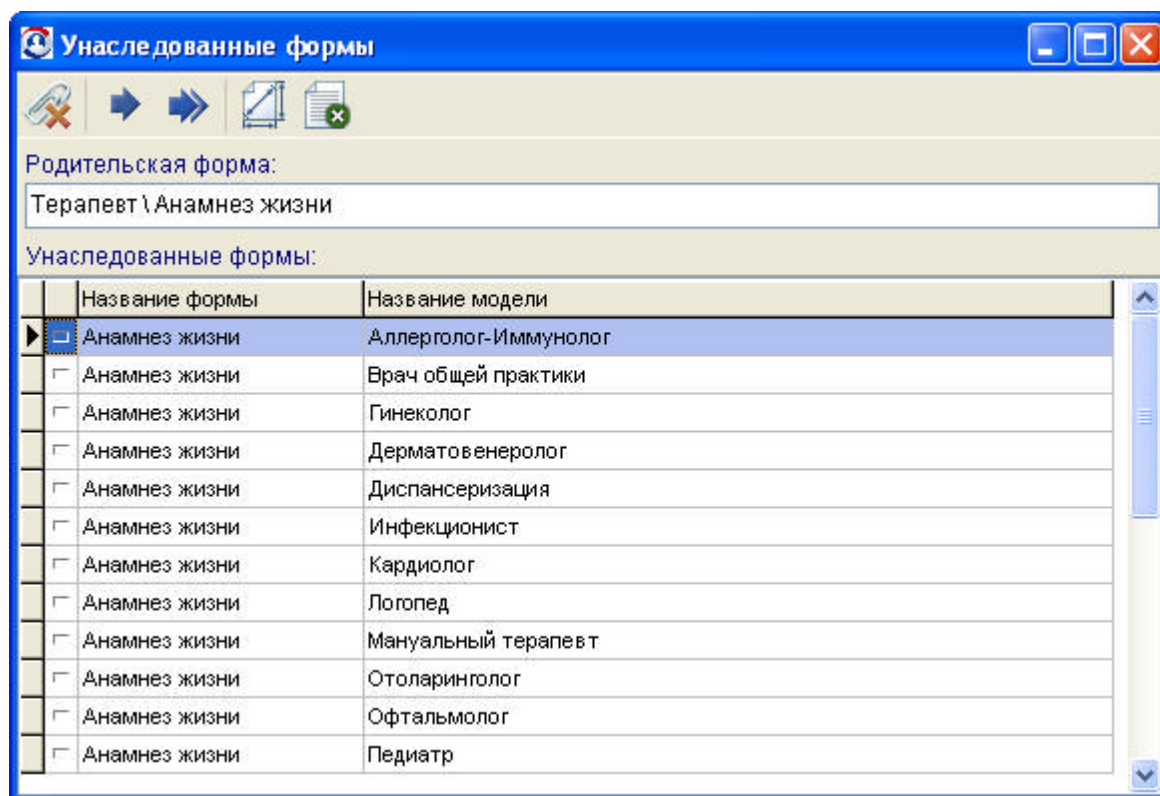 Унаследованные формы
Родительская форма:
Терапевт \ Анамнез жизни
Унаследованные формы:
Название формы Название модели
Анамнез жизни Аллерголог-Иммунолог
Анамнез жизни Врач общей практики
Анамнез жизни Гинеколог
Анамнез жизни Дерматовенеролог
Анамнез жизни Диспансеризация
Анамнез жизни Инфекционист
Анамнез жизни Кардиолог
Анамнез жизни Логопед
Анамнез жизни Мануальный терапевт
Анамнез жизни Отоларинголог
Анамнез жизни Офтальмолог
Анамнез жизни Педиатр